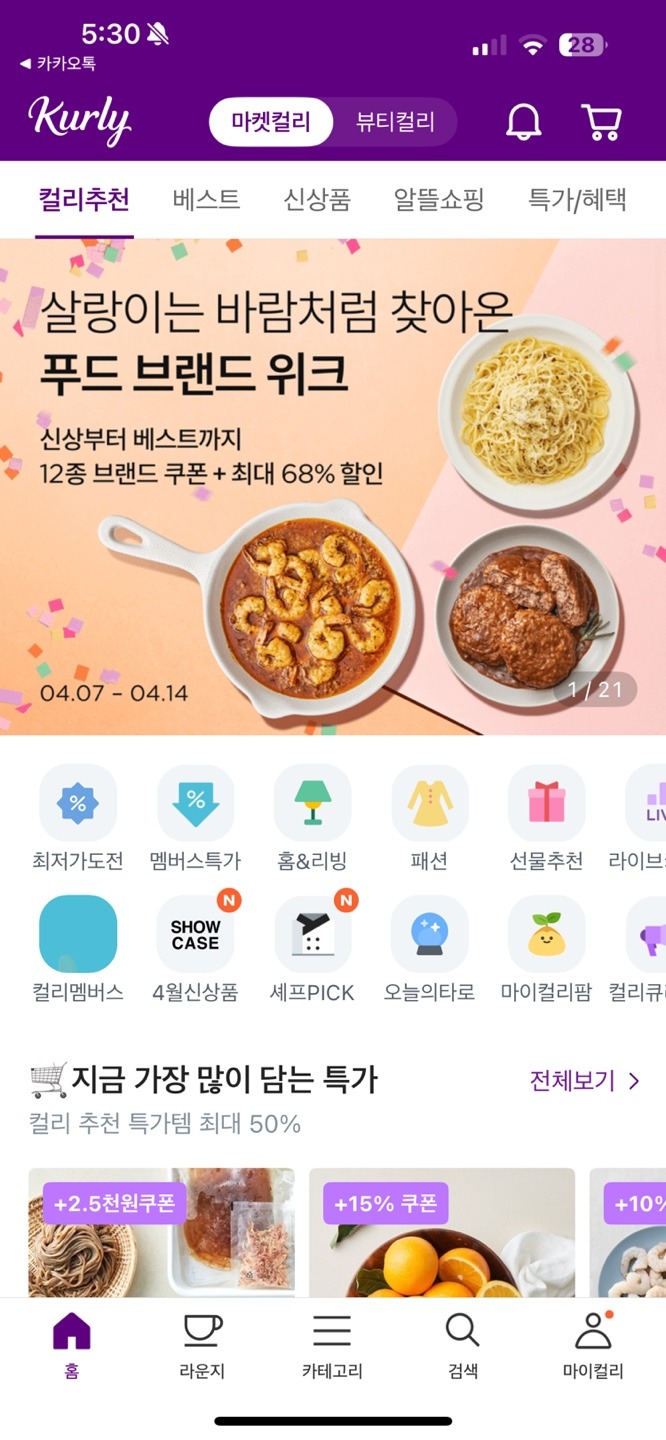 5:30
28
◀ 카카오톡
Kurly
마켓컬리
뷰티컬리
컬리추천
베스트
신상품
알뜰쇼핑
특가/혜택
살랑이는 바람처럼 찾아온
푸드 브랜드 위크
신상부터 베스트까지
12종 브랜드 쿠폰 + 최대 68% 할인
04.07 - 04.14
1 / 21
%
%
LIV
최저가도전
멤버스특가
홈&리빙
패션
선물추천
라이브
N
N
SHOW
CASE
컬리멤버스
4월신상품
셰프PICK
오늘의타로
마이컬리팜
컬리큐
지금 가장 많이 담는 특가
전체보기 >
컬리 추천 특가템 최대 50%
+2.5천원쿠폰
+15% 쿠폰
+10%
홈
라운지
카테고리
검색
마이컬리